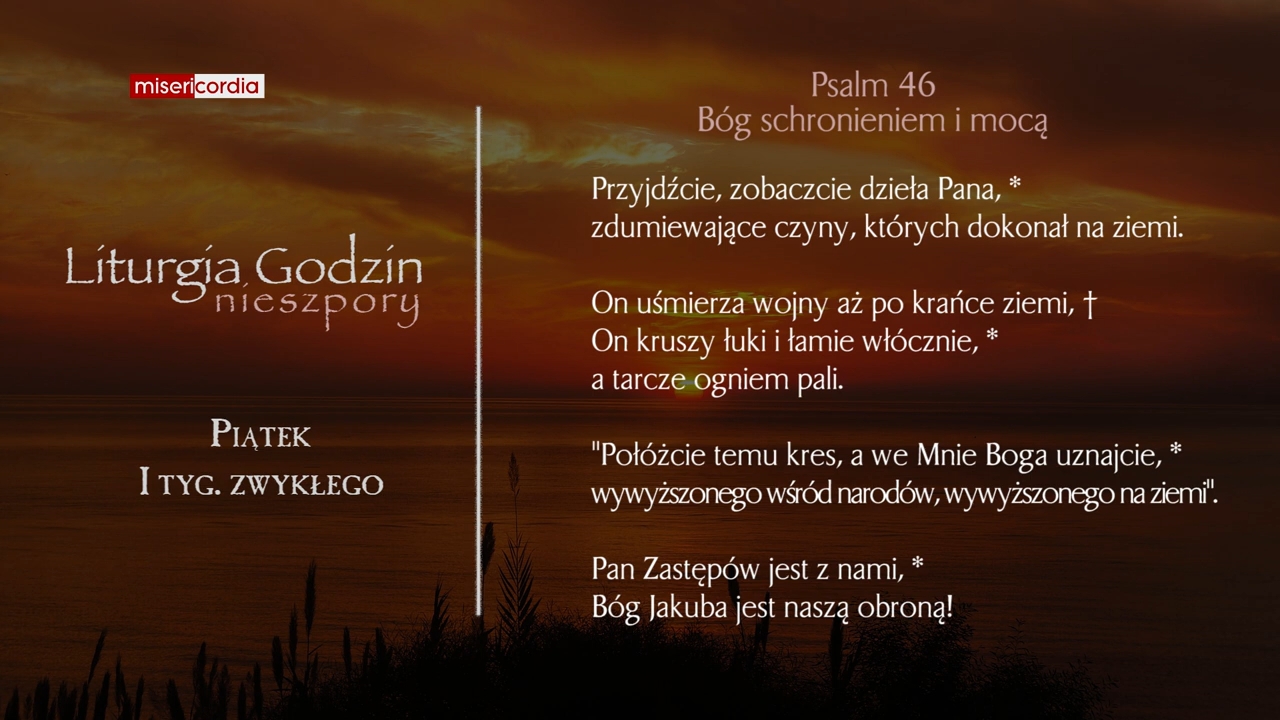 misericordia
Liturgia Godzin
nieszpory
Piątek
I tyg. zwykłego
Psalm 46
Bóg schronieniem i mocą
Przyjdźcie, zobaczcie dzieła Pana, *
zdumiewające czyny, których dokonał na ziemi.
On uśmierza wojny aż po krańce ziemi, †
On kruszy łuki i łamie włócznie, *
a tarcze ogniem pali.
"Połóżcie temu kres, a we Mnie Boga uznajcie, *
wywyższonego wśród narodów, wywyższonego na ziemi".
Pan Zastępów jest z nami, *
Bóg Jakuba jest naszą obroną!